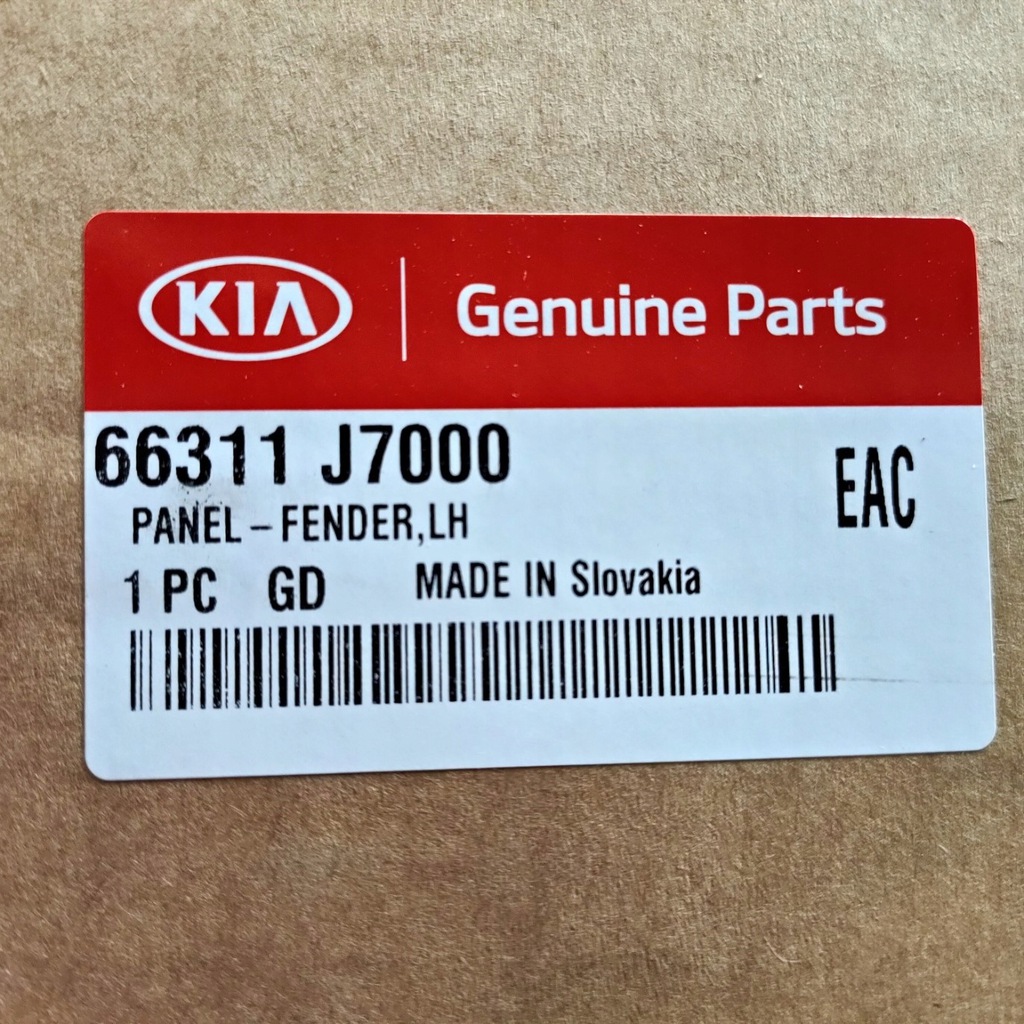 KIA Genuine Parts
66311 J7000
EAC
PANEL-FENDER,LH
1 PC GD MADE IN Slovakia